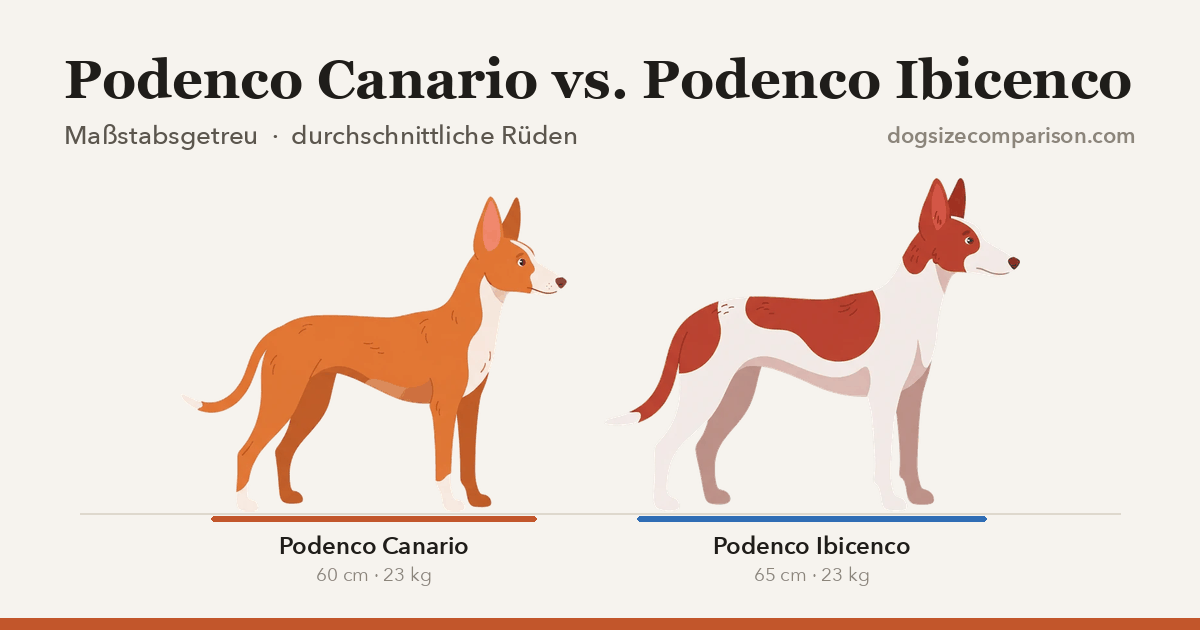 Podenco Canario vs. Podenco Ibicenco
Maßstabsgetreu · durchschnittliche Rüden
dogsizecomparison.com
Podenco Canario
60 cm · 23 kg
Podenco Ibicenco
65 cm · 23 kg